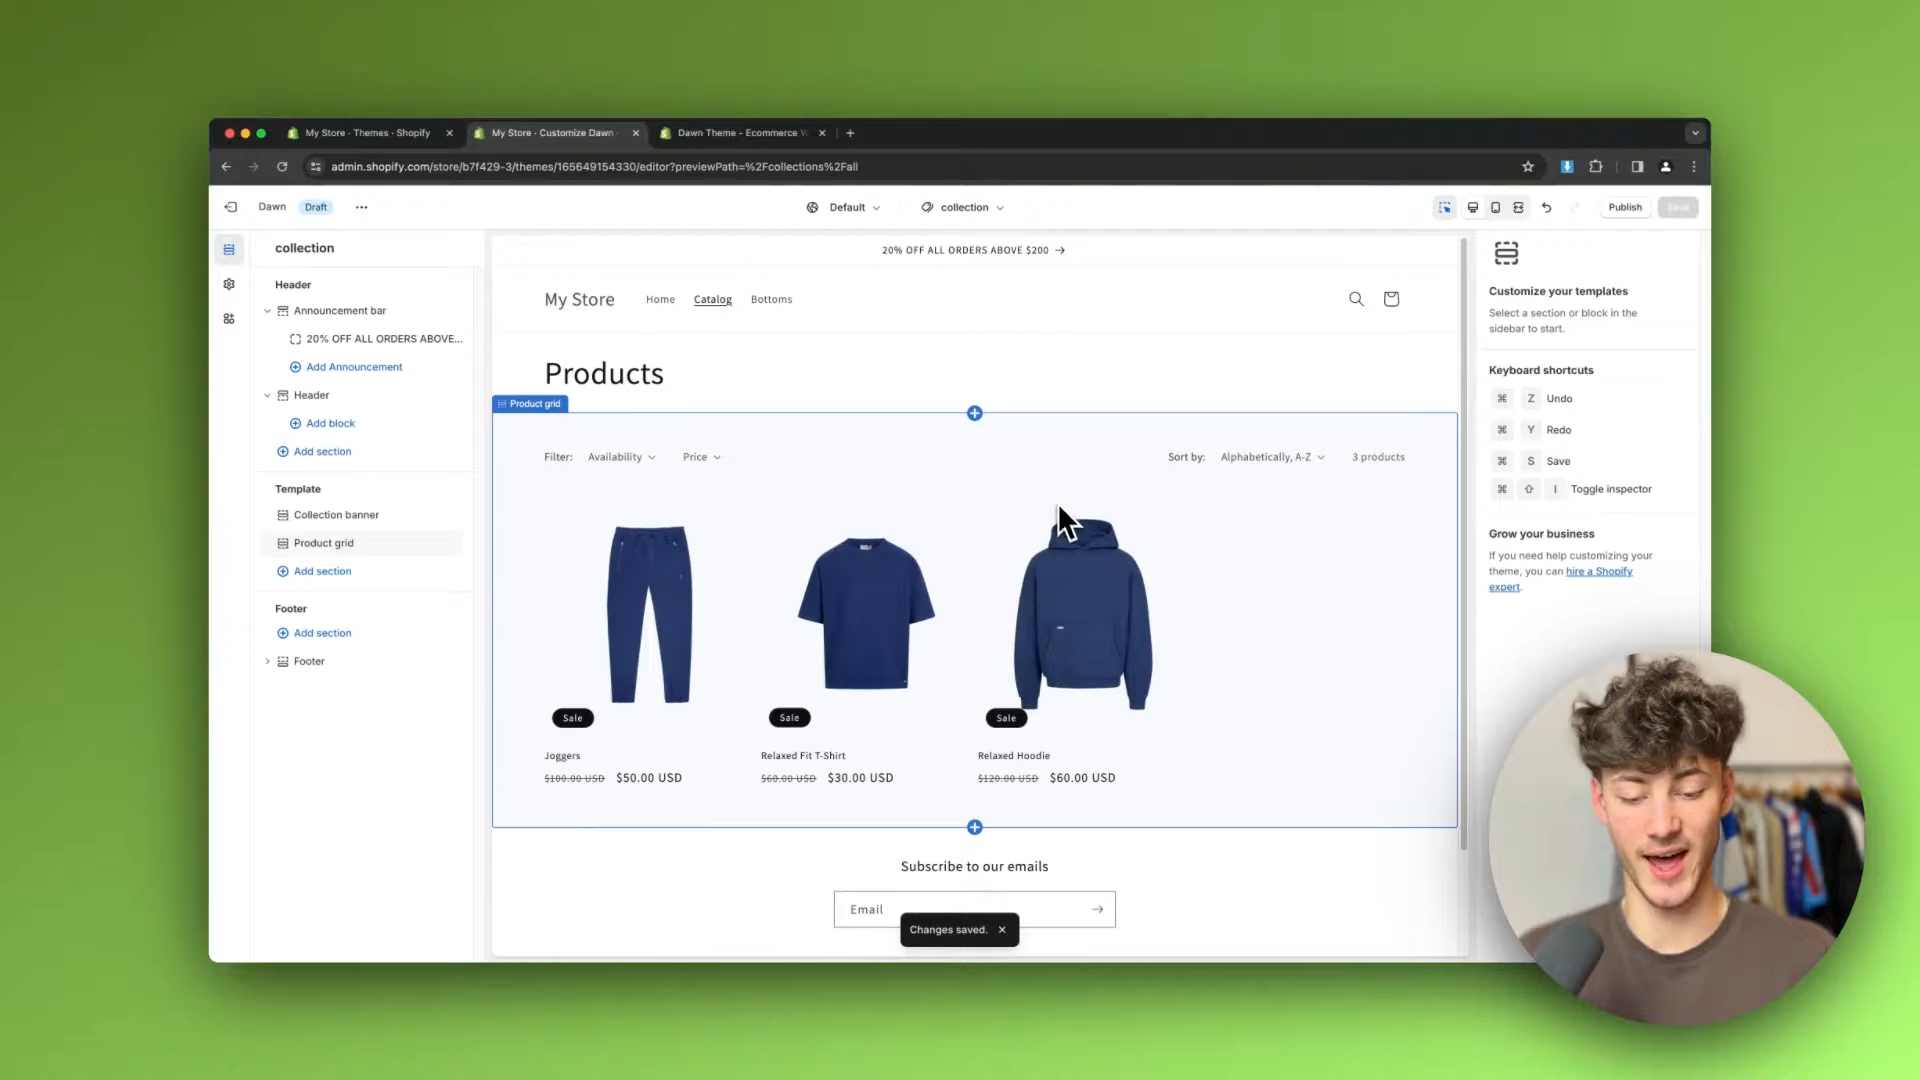 My Store · Themes · Shopify
My Store · Customize Dawn ·
Dawn Theme - Ecommerce
admin.shopify.com/store/b7f429-3/themes/165649154330/editor?previewPath=%2Fcollections%2Fall
Dawn
Draft
Default
collection
Publish
collection
Header
Announcement bar
20% OFF ALL ORDERS ABOVE...
Add Announcement
Header
Add block
Add section
Template
Collection banner
Product grid
Add section
Footer
Add section
Footer
20% OFF ALL ORDERS ABOVE $200
My Store
Home
Catalog
Bottoms
Products
Product grid
Filter:
Availability
Price
Sort by:
Alphabetically, A-Z
3 products
Sale
Sale
Sale
Joggers
$100.00 USD $50.00 USD
Relaxed Fit T-Shirt
$60.00 USD $30.00 USD
Relaxed Hoodie
$120.00 USD $60.00 USD
Subscribe to our emails
Email
Changes saved.
Customize your templates
Select a section or block in the
sidebar to start.
Keyboard shortcuts
⌘ Z Undo
⌘ Y Redo
⌘ S Save
⌘ ⇧ I Toggle inspector
Grow your business
If you need help customizing your
theme, you can hire a Shopify
expert.